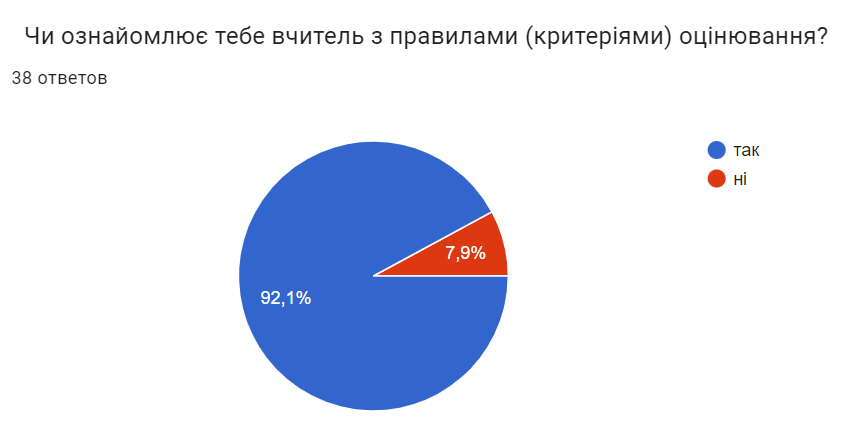 Чи ознайомлює тебе вчитель з правилами (критеріями) оцінювання?
38 ответов
так
ні
7,9%
92,1%